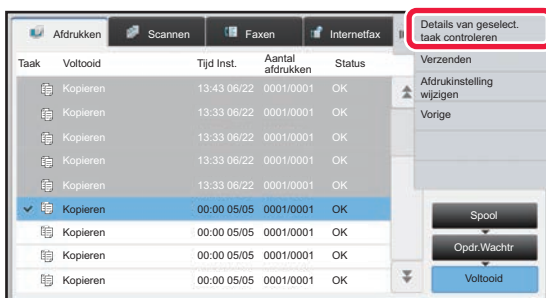 Afdrukken Scannen Faxen Internetfax
Taak Voltooid Tijd Inst. Aantal afdrukken Status
Kopieren 13:43 06/22 0001/0001 OK
Kopieren 13:33 06/22 0001/0001 OK
Kopieren 13:33 06/22 0001/0001 OK
Kopieren 13:33 06/22 0001/0001 OK
Kopieren 13:33 06/22 0001/0001 OK
Kopieren 00:00 05/05 0001/0001 OK
Kopieren 00:00 05/05 0001/0001 OK
Kopieren 00:00 05/05 0001/0001 OK
Kopieren 00:00 05/05 0001/0001 OK
Details van geselect.
taak controleren
Verzenden
Afdrukinstelling
wijzigen
Vorige
Spool
Opdr.Wachtr
Voltooid